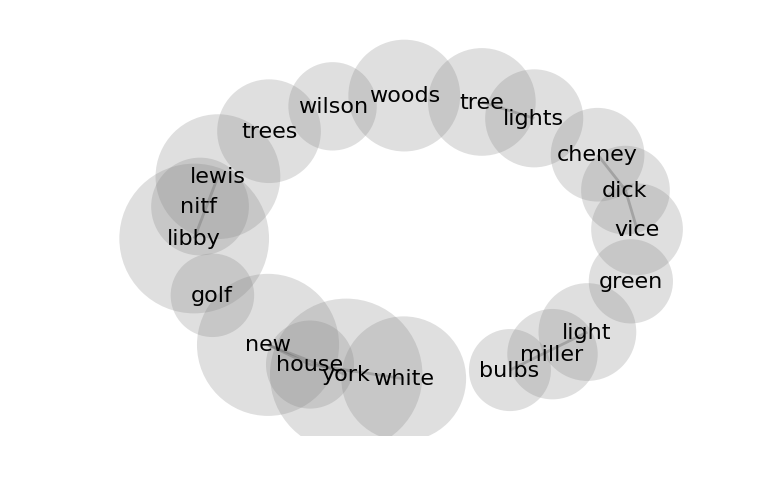 woods
tree
wilson
lights
trees
cheney
lewis
dick
nitf
vice
libby
green
golf
light
new
miller
house
bulbs
york
white